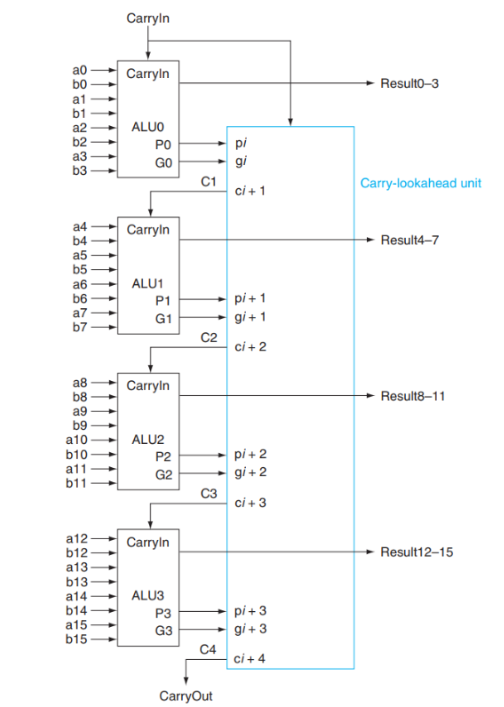 CarryIn
a0
b0
a1
b1
a2
b2
a3
b3
CarryIn
ALU0
P0
G0
Result0–3
pi
gi
Carry-lookahead unit
C1
ci + 1
a4
b4
a5
b5
a6
b6
a7
b7
CarryIn
ALU1
P1
G1
Result4–7
pi + 1
gi + 1
C2
ci + 2
a8
b8
a9
b9
a10
b10
a11
b11
CarryIn
ALU2
P2
G2
Result8–11
pi + 2
gi + 2
C3
ci + 3
a12
b12
a13
b13
a14
b14
a15
b15
CarryIn
ALU3
P3
G3
Result12–15
pi + 3
gi + 3
C4
ci + 4
CarryOut